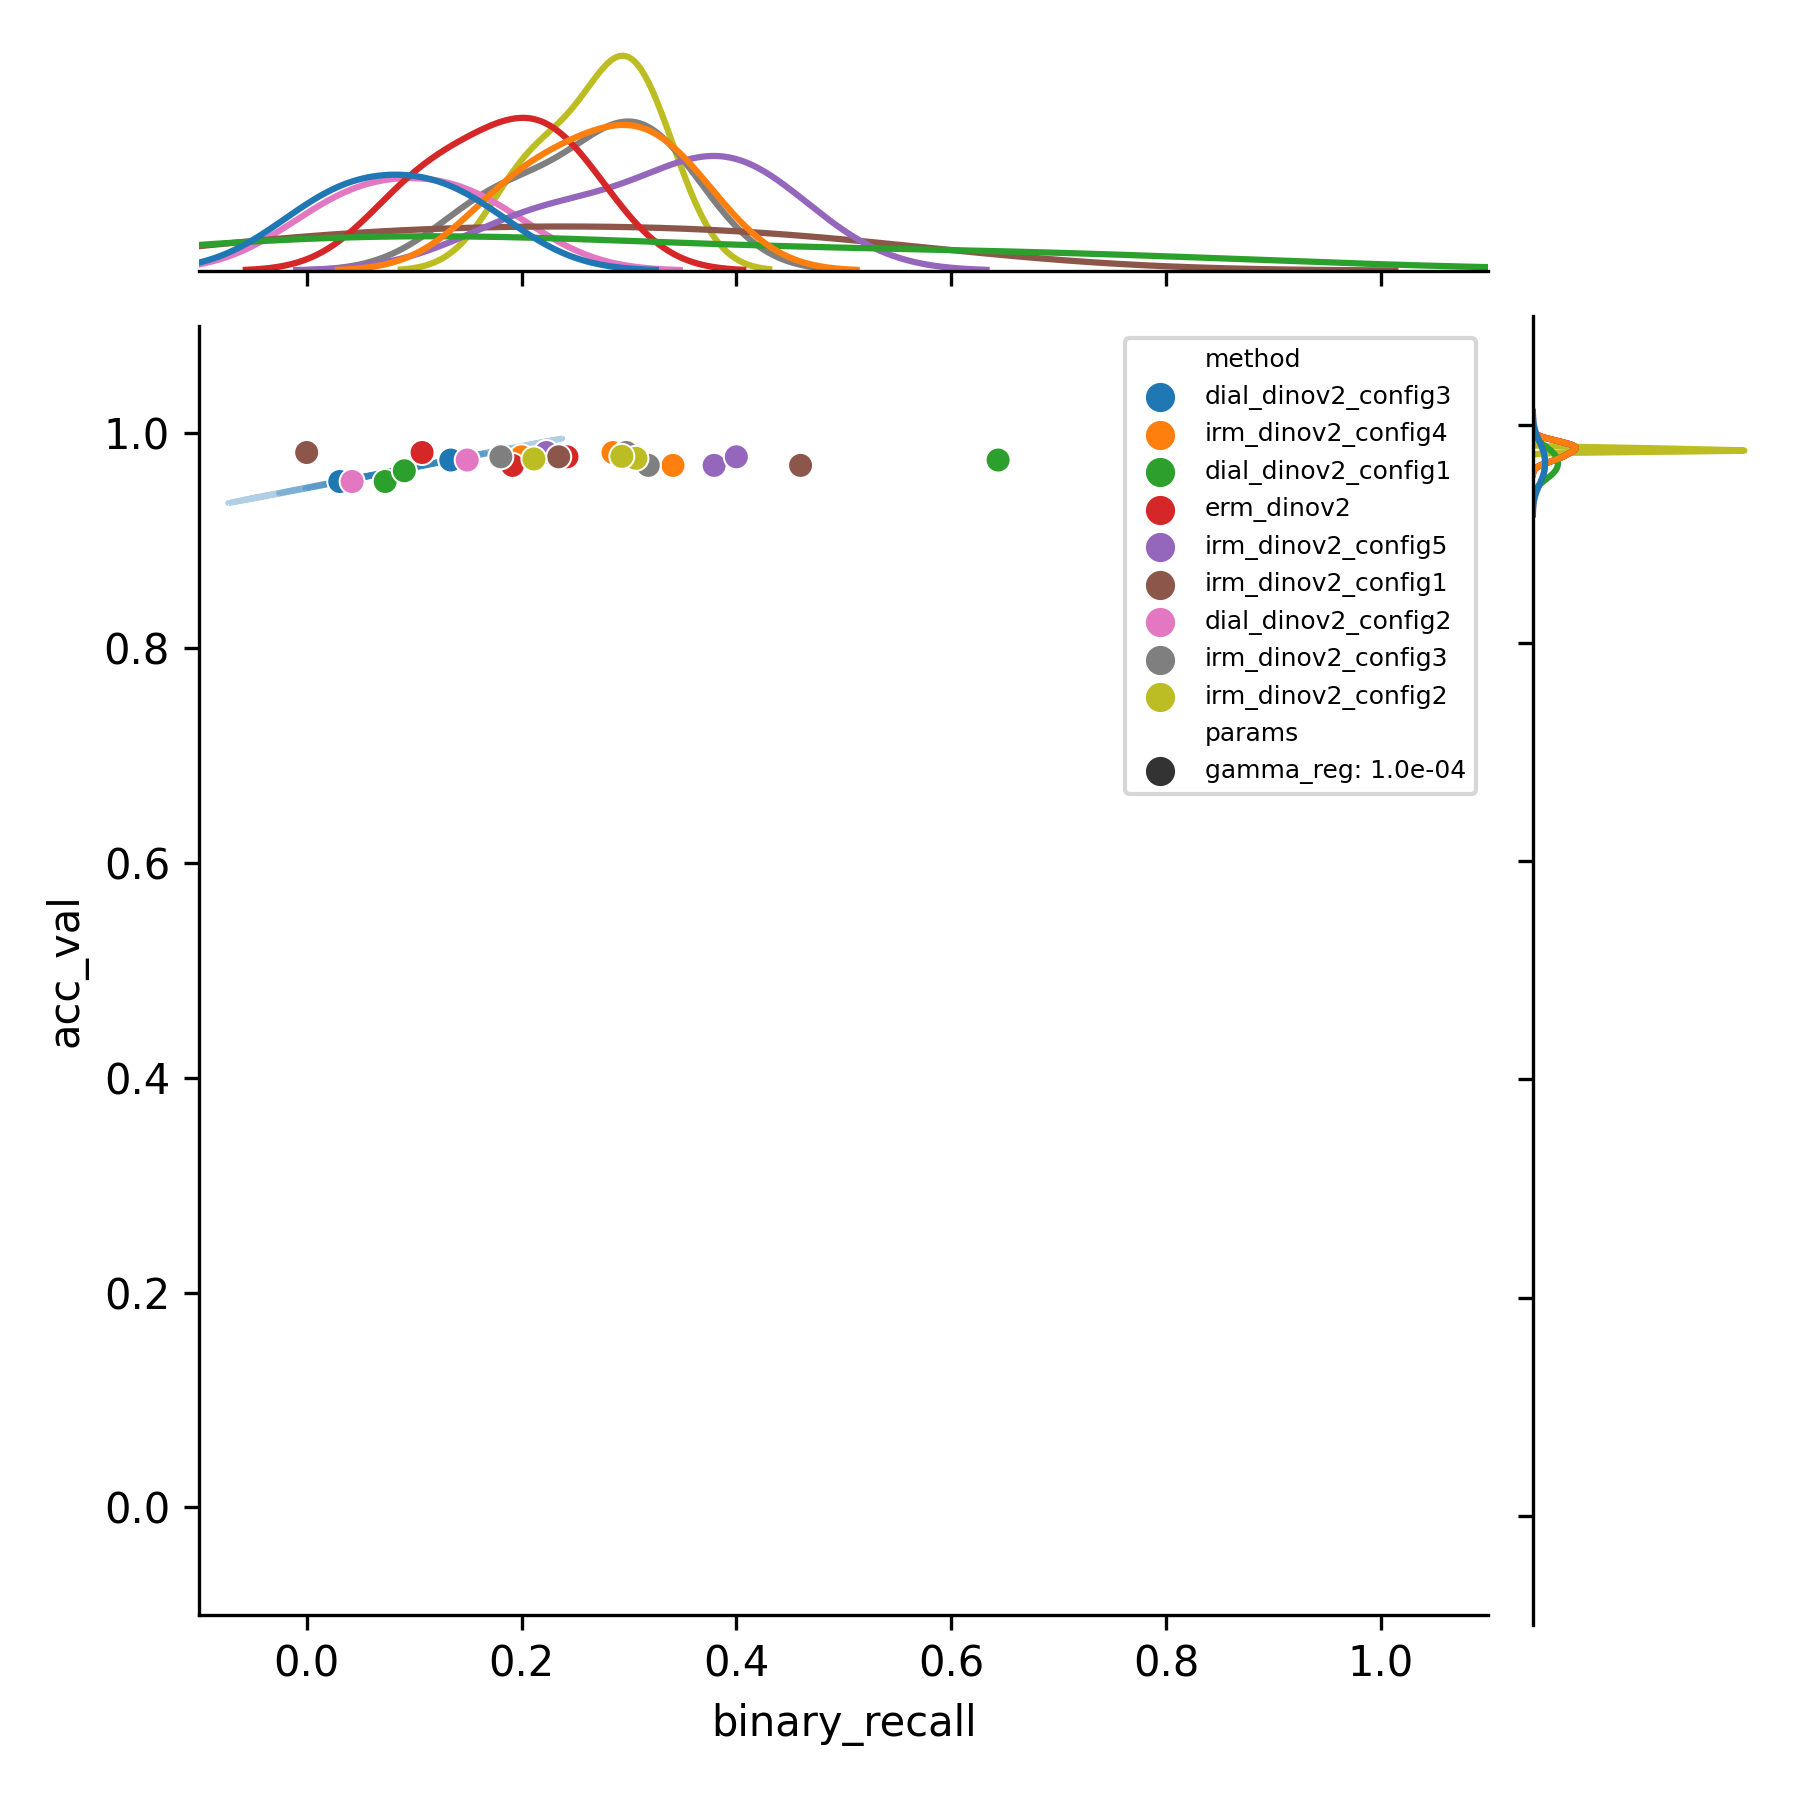 method
dial_dinov2_config3
irm_dinov2_config4
dial_dinov2_config1
erm_dinov2
irm_dinov2_config5
irm_dinov2_config1
dial_dinov2_config2
irm_dinov2_config3
irm_dinov2_config2
params
gamma_reg: 1.0e-04
1.0
0.8
0.6
0.4
0.2
0.0
acc_val
0.0 0.2 0.4 0.6 0.8 1.0
binary_recall